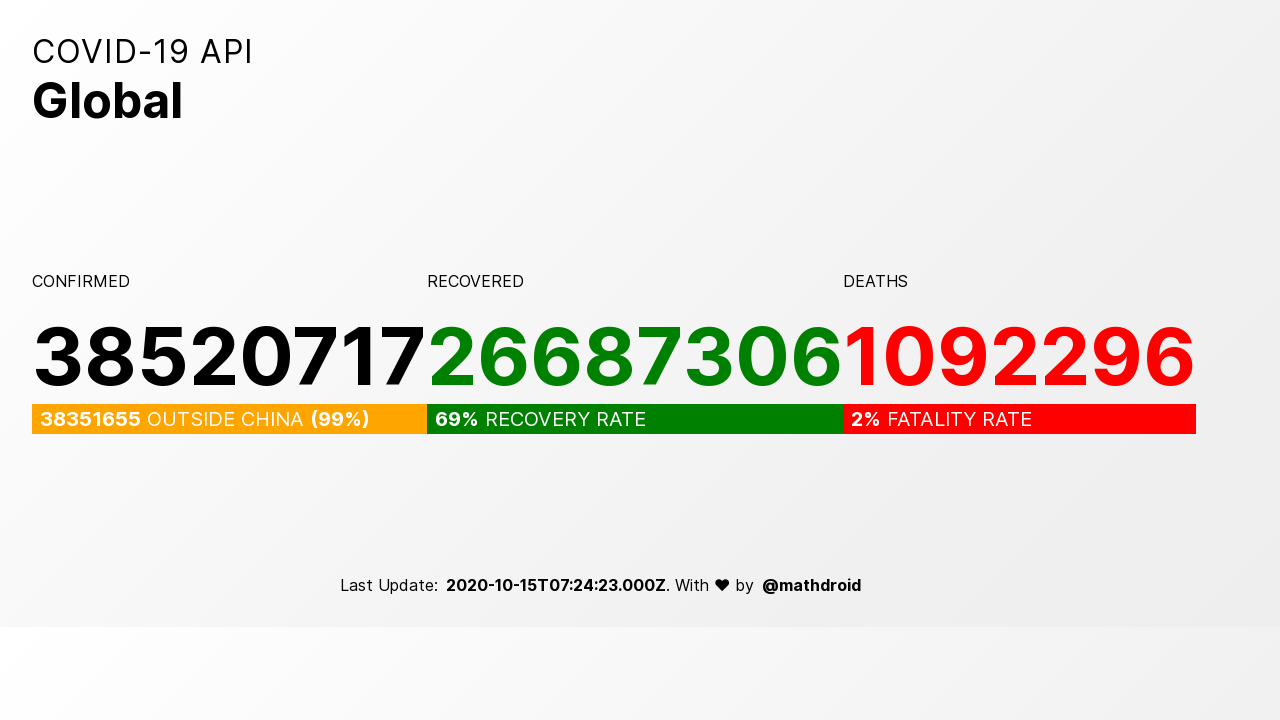 COVID-19 API
Global
CONFIRMED
38520717
38351655 OUTSIDE CHINA (99%)
RECOVERED
26687306
69% RECOVERY RATE
DEATHS
1092296
2% FATALITY RATE
Last Update: 2020-10-15T07:24:23.000Z. With ♥ by @mathdroid